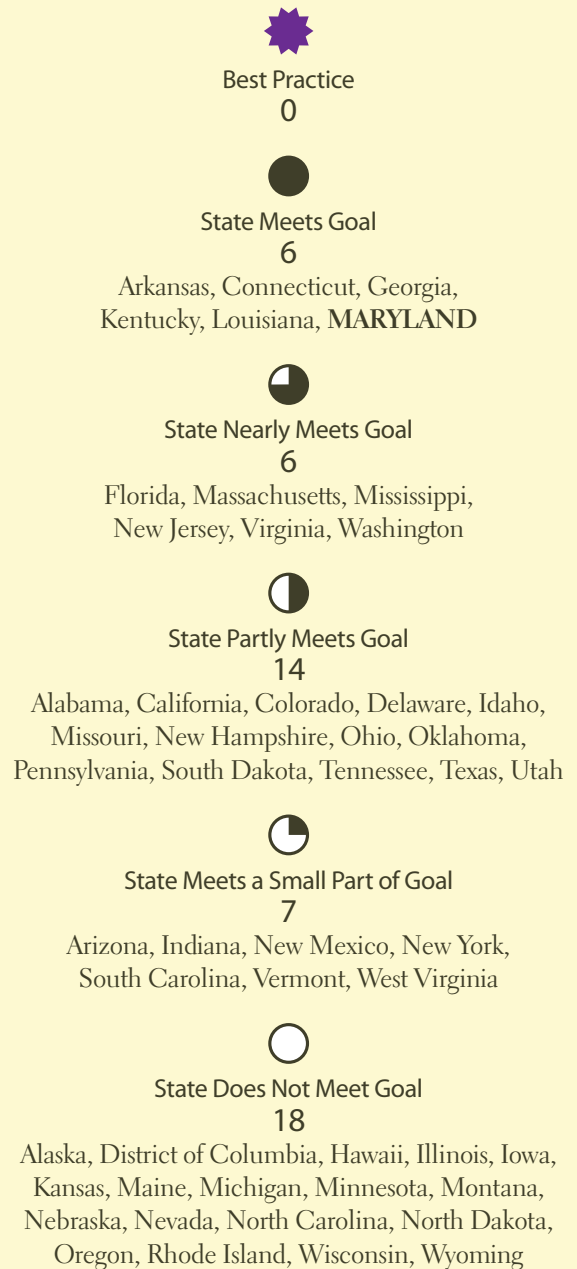 Best Practice
0
State Meets Goal
6
Arkansas, Connecticut, Georgia,
Kentucky, Louisiana, MARYLAND
State Nearly Meets Goal
6
Florida, Massachusetts, Mississippi,
New Jersey, Virginia, Washington
State Partly Meets Goal
14
Alabama, California, Colorado, Delaware, Idaho,
Missouri, New Hampshire, Ohio, Oklahoma,
Pennsylvania, South Dakota, Tennessee, Texas, Utah
State Meets a Small Part of Goal
7
Arizona, Indiana, New Mexico, New York,
South Carolina, Vermont, West Virginia
State Does Not Meet Goal
18
Alaska, District of Columbia, Hawaii, Illinois, Iowa,
Kansas, Maine, Michigan, Minnesota, Montana,
Nebraska, Nevada, North Carolina, North Dakota,
Oregon, Rhode Island, Wisconsin, Wyoming